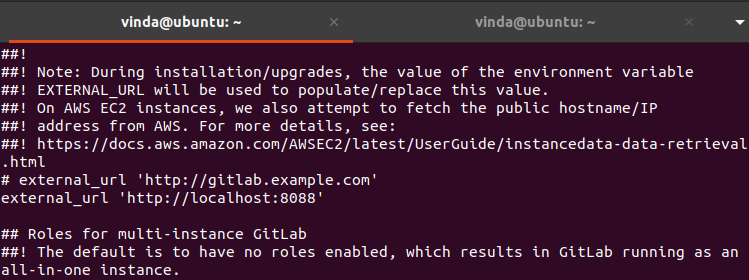 vinda@ubuntu: ~ × vinda@ubuntu: ~ ×
##!
##! Note: During installation/upgrades, the value of the environment variable
##! EXTERNAL_URL will be used to populate/replace this value.
##! On AWS EC2 instances, we also attempt to fetch the public hostname/IP
##! address from AWS. For more details, see:
##! https://docs.aws.amazon.com/AWSEC2/latest/UserGuide/instancedata-data-retrieval
.html
# external_url 'http://gitlab.example.com'
external_url 'http://localhost:8088'

## Roles for multi-instance GitLab
##! The default is to have no roles enabled, which results in GitLab running as an
all-in-one instance.